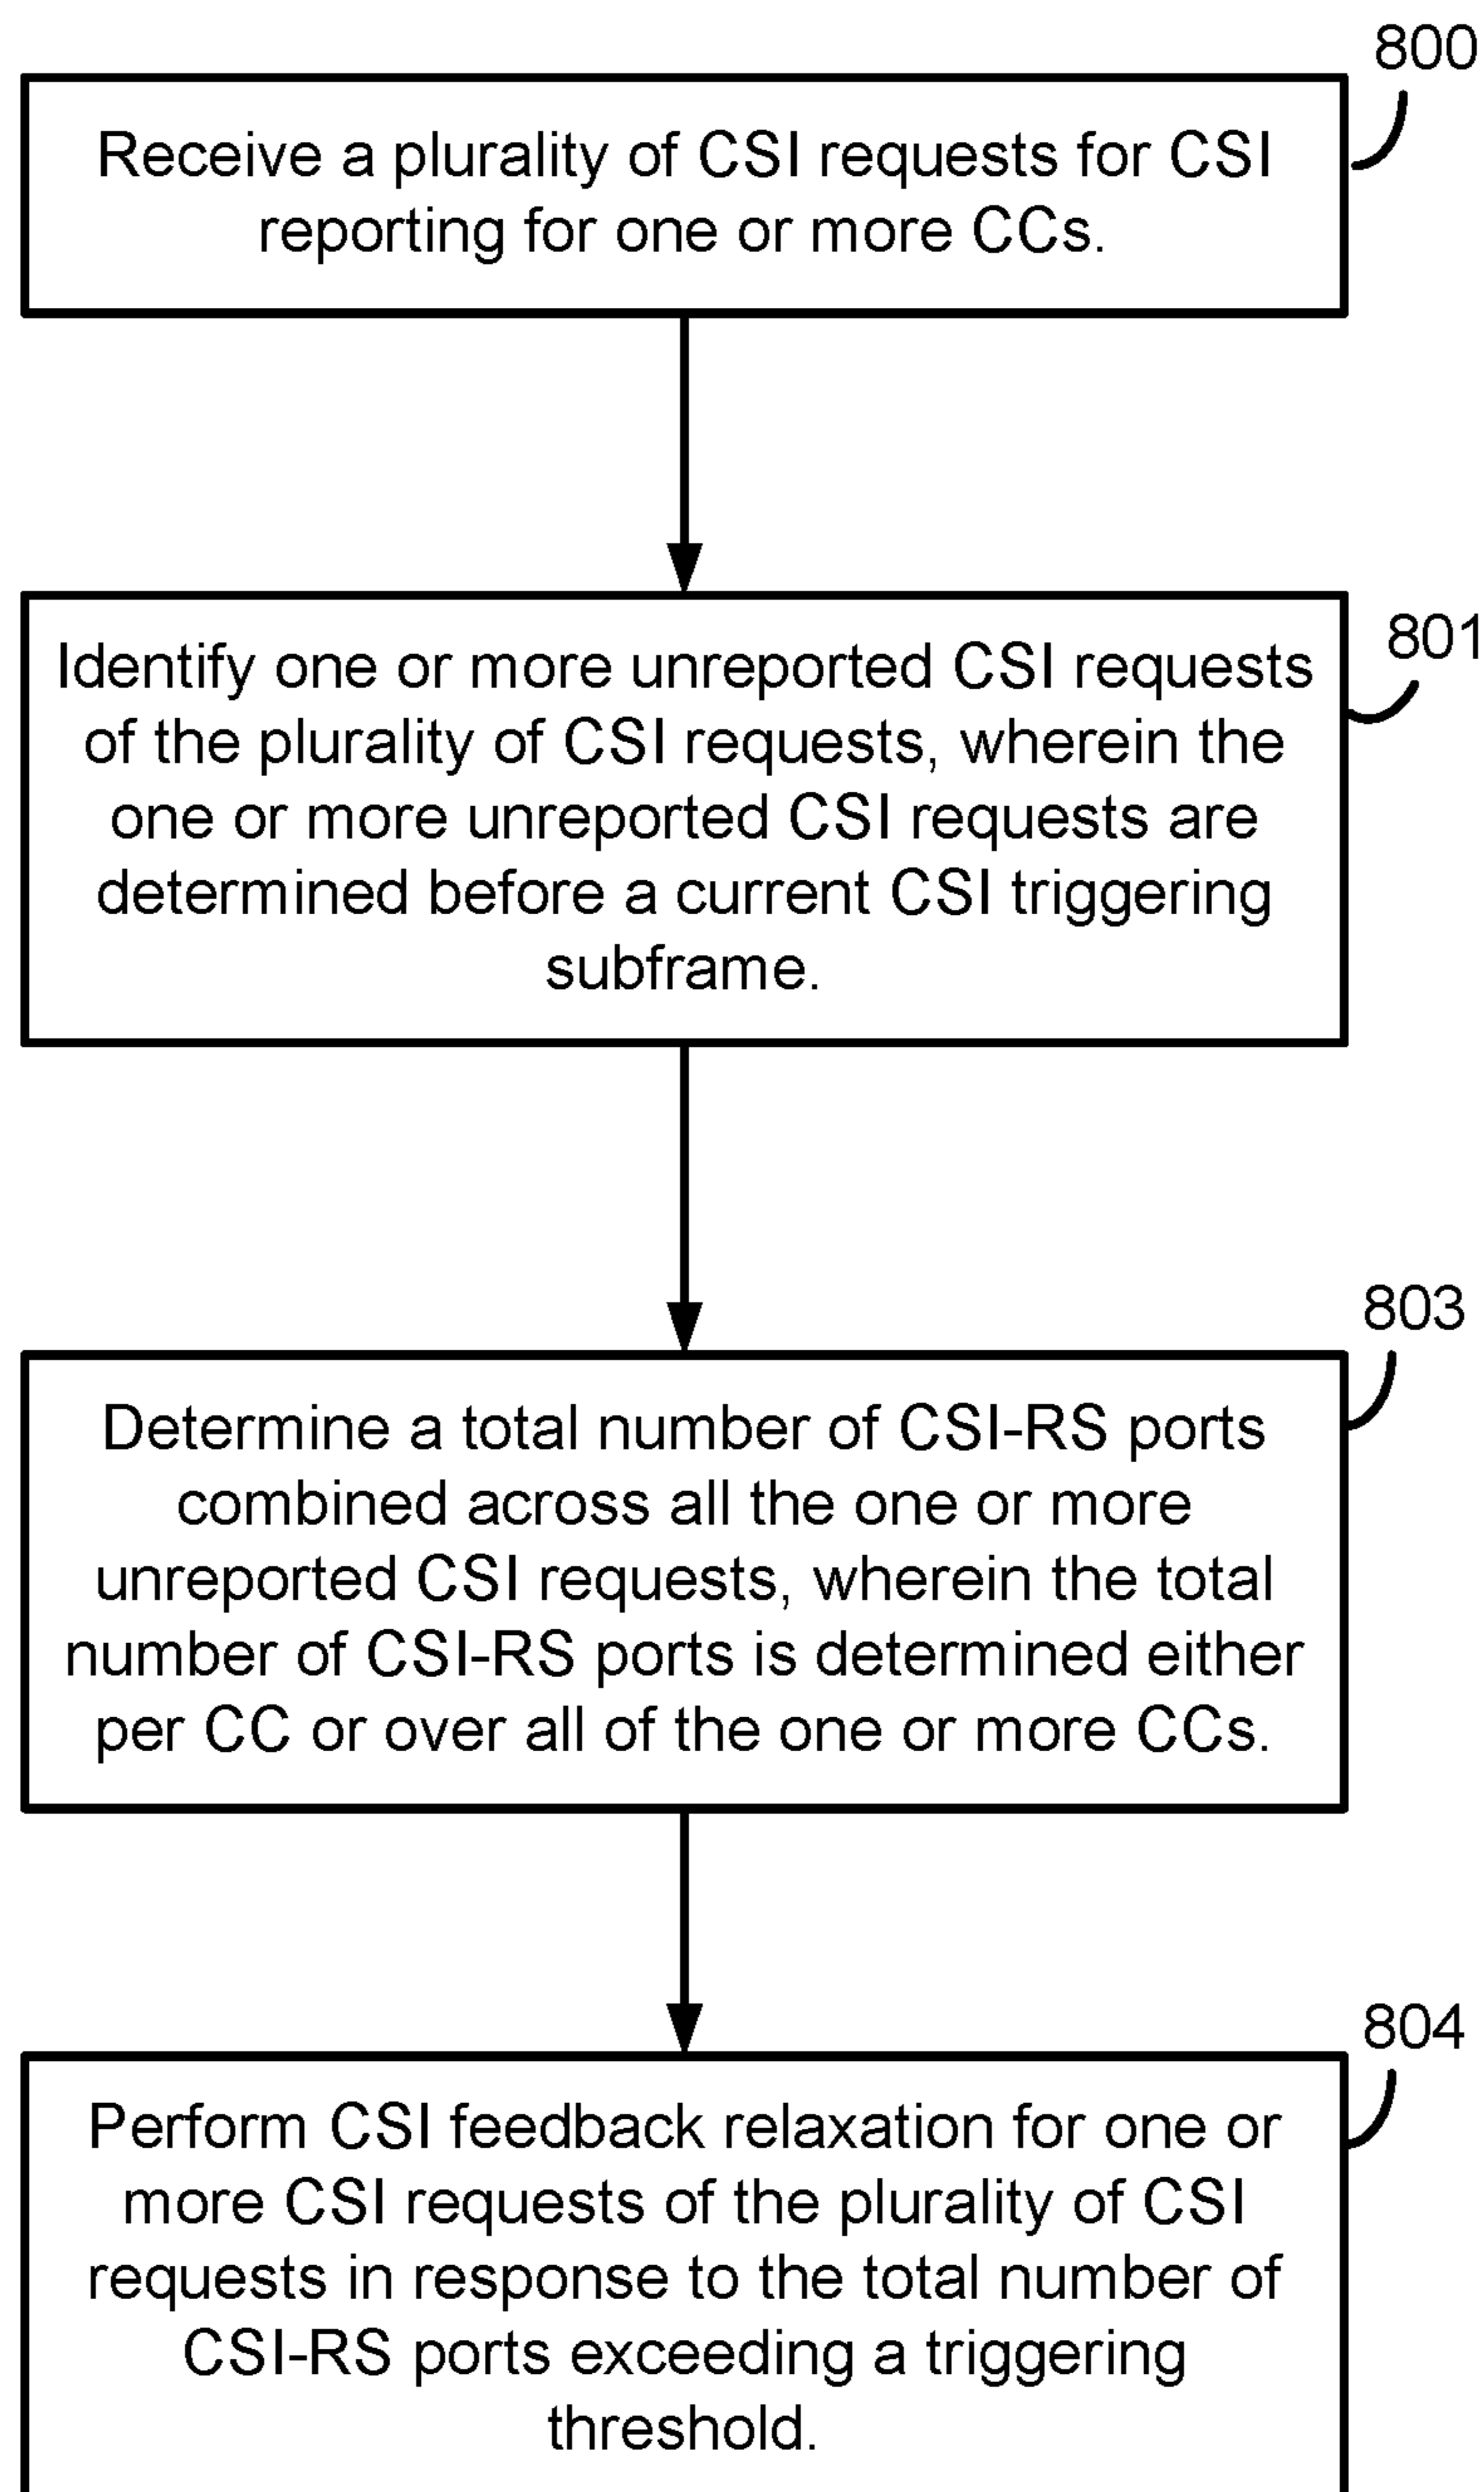 800
Receive a plurality of CSI requests for CSI
reporting for one or more CCs.
801
Identify one or more unreported CSI requests
of the plurality of CSI requests, wherein the
one or more unreported CSI requests are
determined before a current CSI triggering
subframe.
803
Determine a total number of CSI-RS ports
combined across all the one or more
unreported CSI requests, wherein the total
number of CSI-RS ports is determined either
per CC or over all of the one or more CCs.
804
Perform CSI feedback relaxation for one or
more CSI requests of the plurality of CSI
requests in response to the total number of
CSI-RS ports exceeding a triggering
threshold.